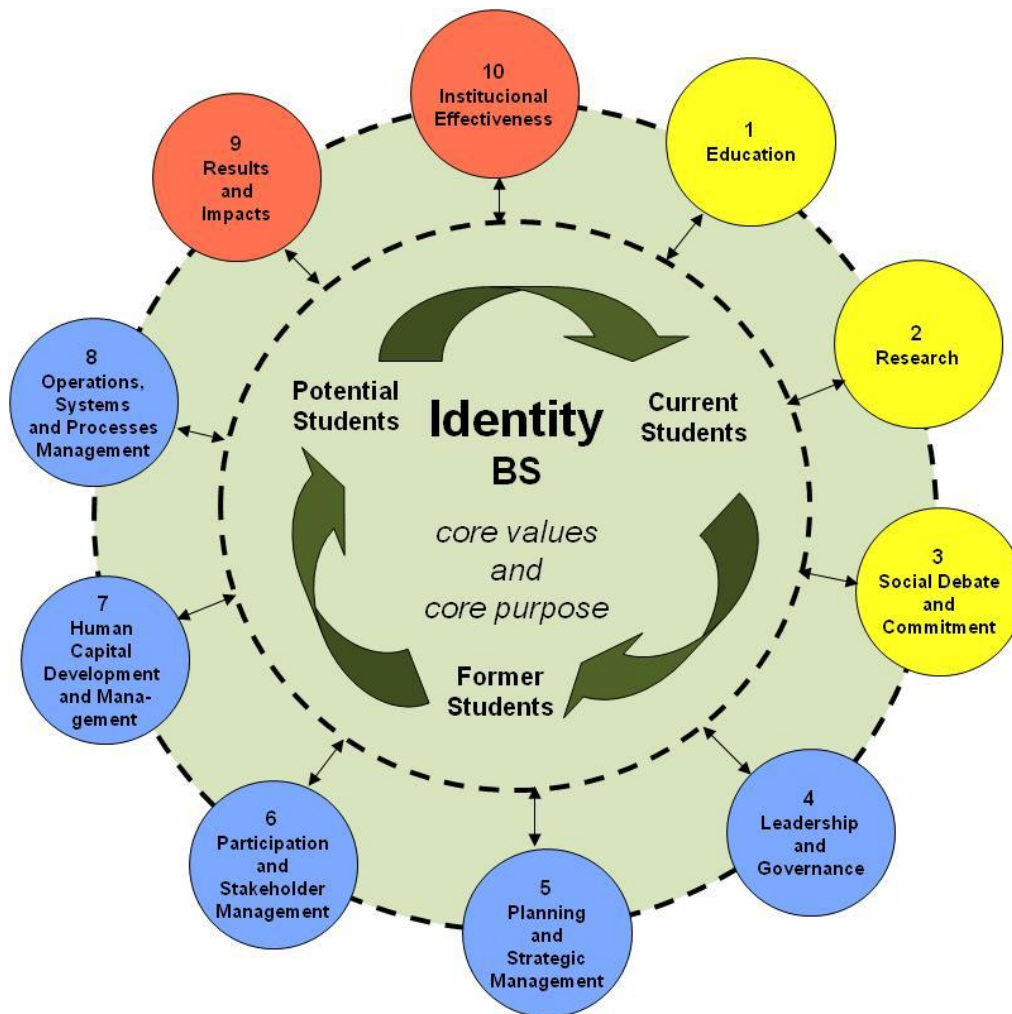 10
Institucional
Effectiveness
1
Education
2
Research
3
Social Debate
and
Commitment
4
Leadership
and
Governance
5
Planning
and
Strategic
Management
6
Participation
and
Stakeholder
Management
7
Human
Capital
Development
and Mana-
gement
8
Operations,
Systems
and Processes
Management
9
Results
and
Impacts
Potential
Students
Identity
BS
core values
and
core purpose
Current
Students
Former
Students